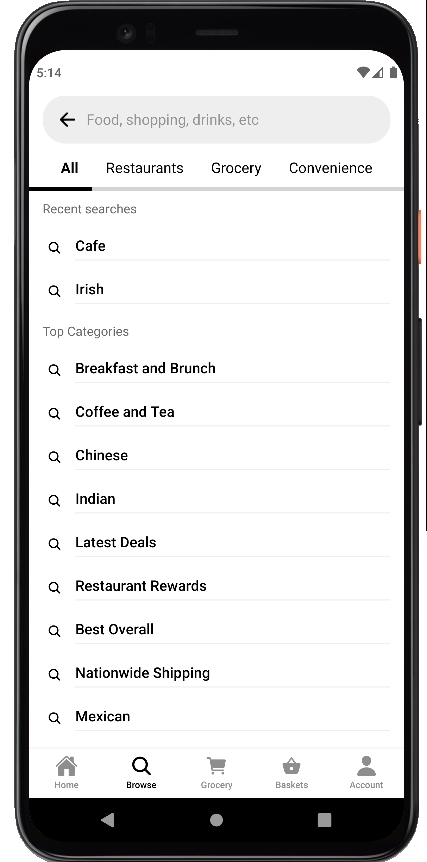 5:14
Food, shopping, drinks, etc
All Restaurants Grocery Convenience
Recent searches
Cafe
Irish
Top Categories
Breakfast and Brunch
Coffee and Tea
Chinese
Indian
Latest Deals
Restaurant Rewards
Best Overall
Nationwide Shipping
Mexican
Home Browse Grocery Baskets Account